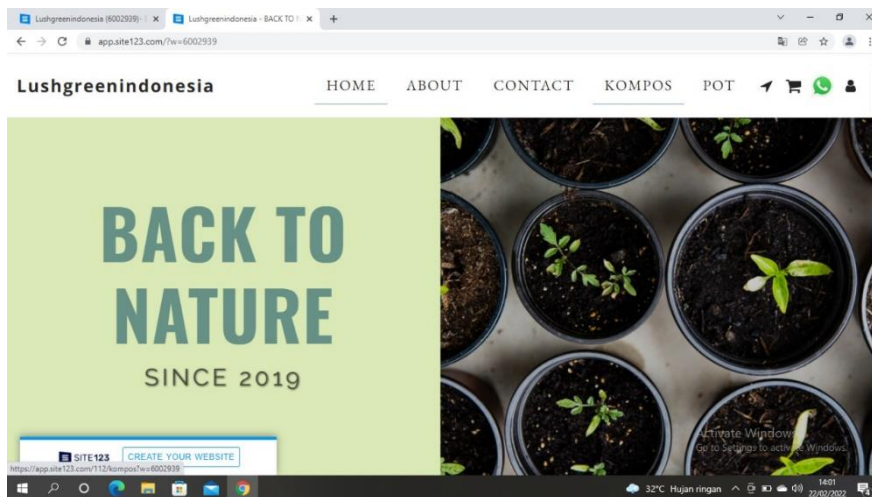 Lushgreenindonesia (6002939)-
Lushgreenindonesia - BACK TO
app.site123.com/?w=6002939
Lushgreenindonesia
HOME ABOUT CONTACT KOMPOS POT
BACK TO
NATURE
SINCE 2019
SITE123 CREATE YOUR WEBSITE
https://app.site123.com/112/kompos?w=6002939
Activate Windows
Go to Settings to activate Windows.
32°C Hujan ringan
14:01
22/02/2022